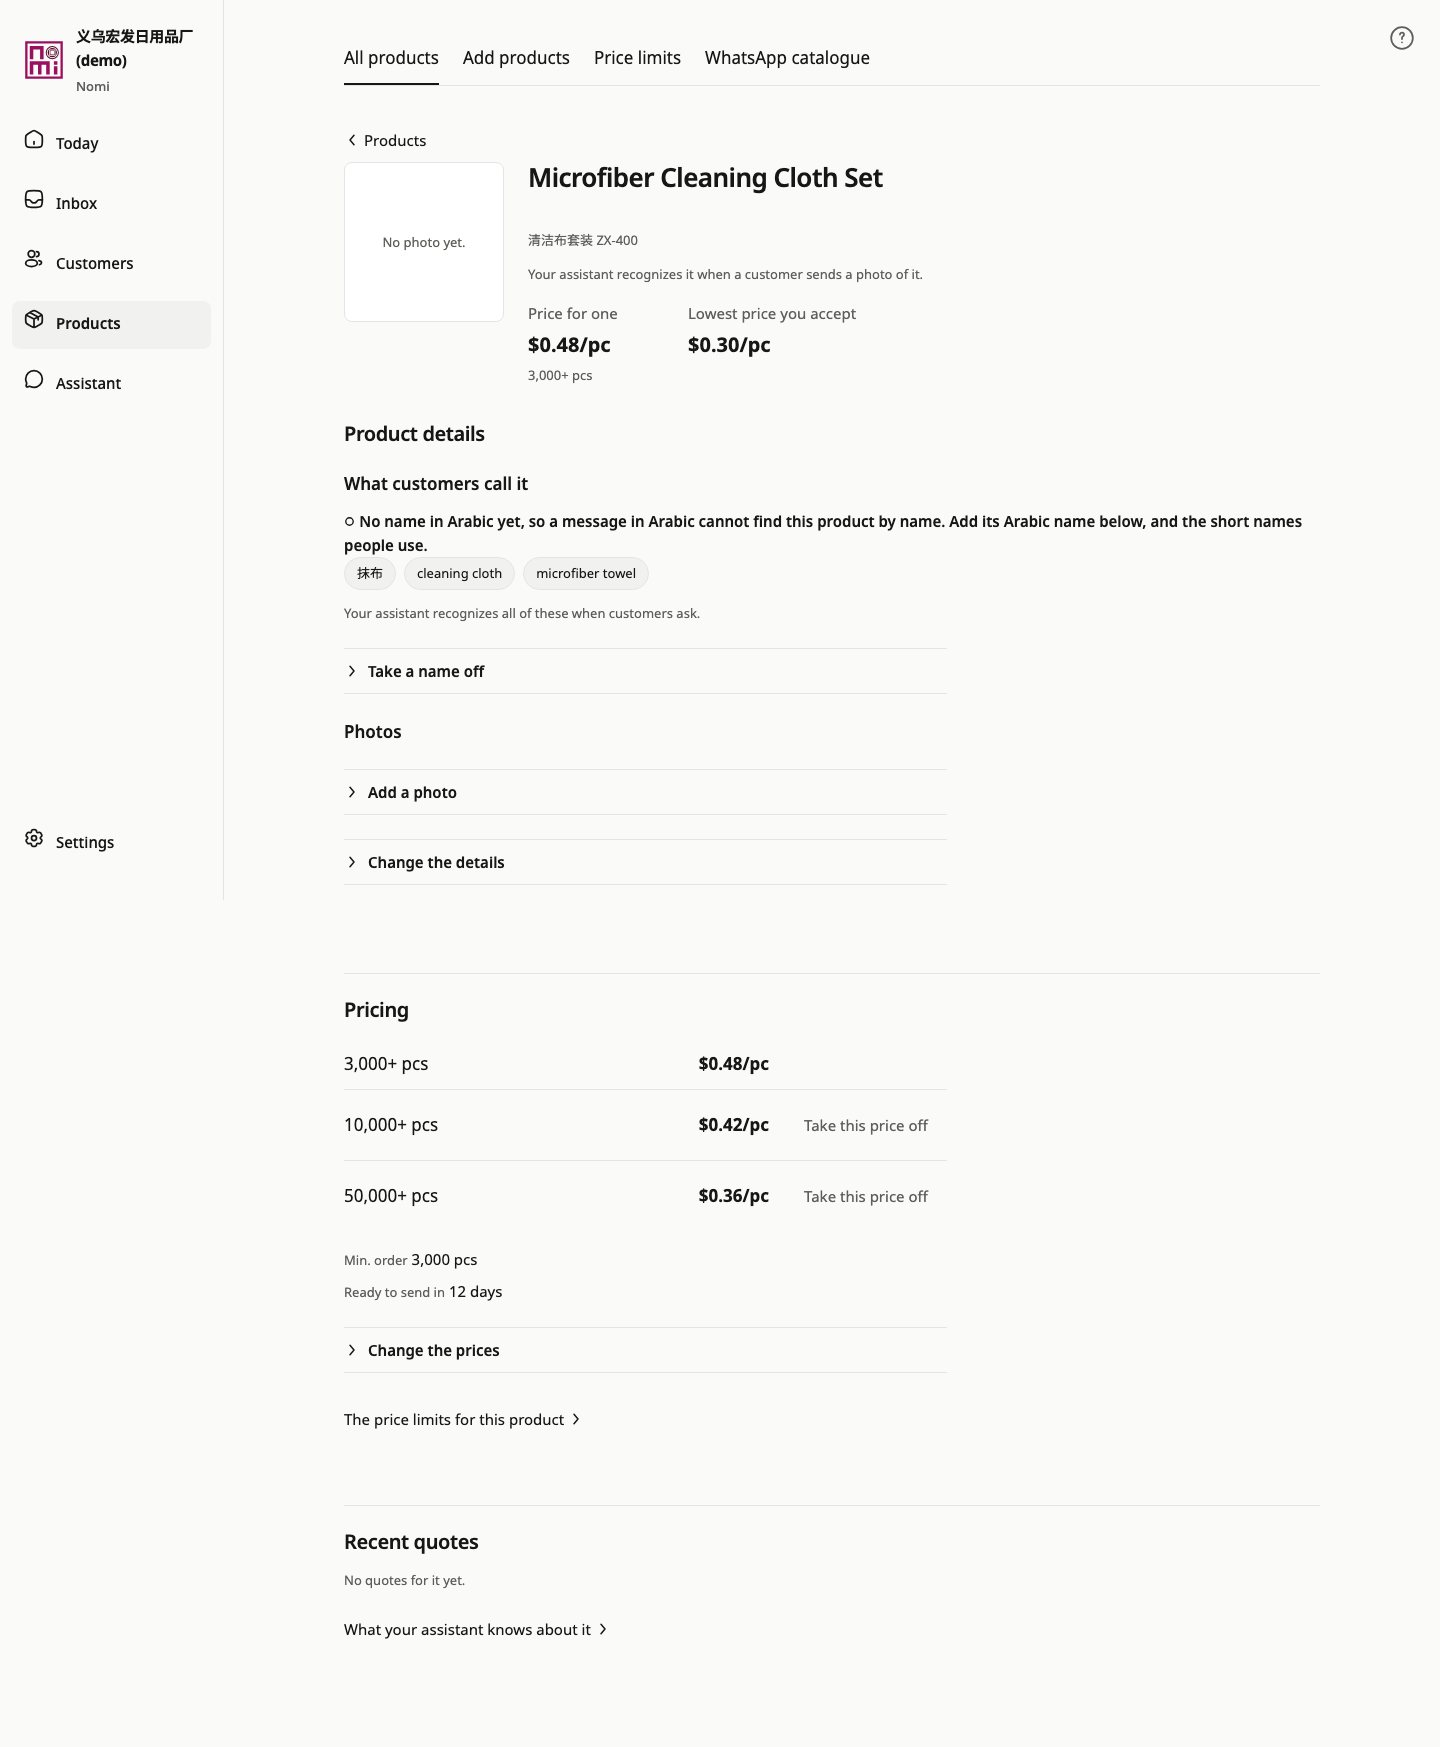 义乌宏发日用品厂
(demo)
Nomi
Today
Inbox
Customers
Products
Assistant
Settings
All products
Add products
Price limits
WhatsApp catalogue
Products
No photo yet.
Microfiber Cleaning Cloth Set
清洁布套装 ZX-400
Your assistant recognizes it when a customer sends a photo of it.
Price for one
Lowest price you accept
$0.48/pc
$0.30/pc
3,000+ pcs
Product details
What customers call it
No name in Arabic yet, so a message in Arabic cannot find this product by name. Add its Arabic name below, and the short names
people use.
抹布
cleaning cloth
microfiber towel
Your assistant recognizes all of these when customers ask.
Take a name off
Photos
Add a photo
Change the details
Pricing
3,000+ pcs $0.48/pc
10,000+ pcs $0.42/pc Take this price off
50,000+ pcs $0.36/pc Take this price off
Min. order 3,000 pcs
Ready to send in 12 days
Change the prices
The price limits for this product
Recent quotes
No quotes for it yet.
What your assistant knows about it